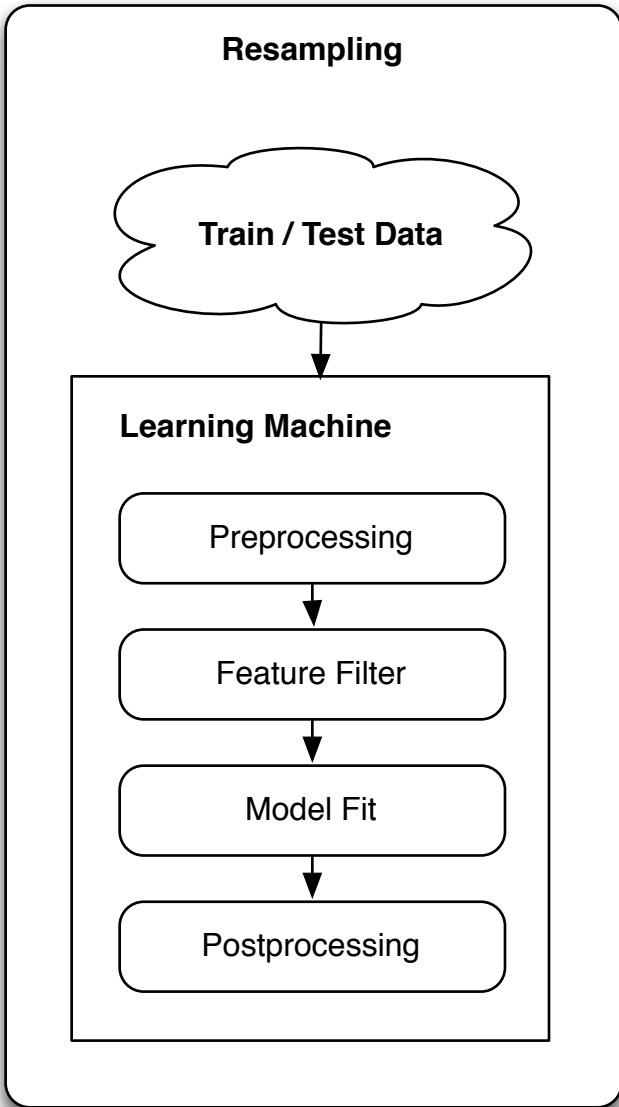 Resampling
Train / Test Data
Learning Machine
Preprocessing
Feature Filter
Model Fit
Postprocessing